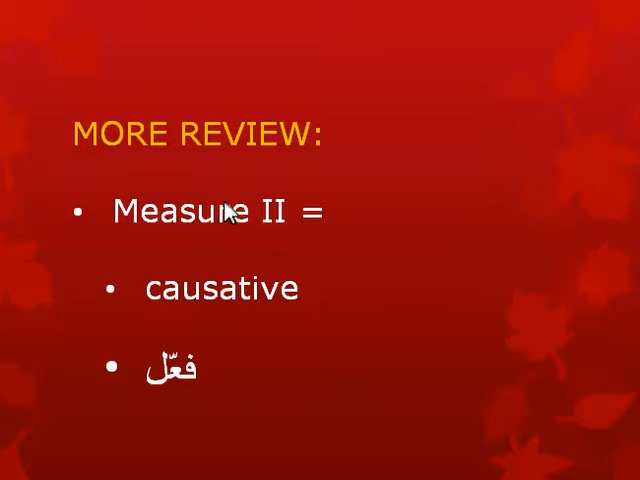 MORE REVIEW:
• Measure II =
• causative
• فعّل